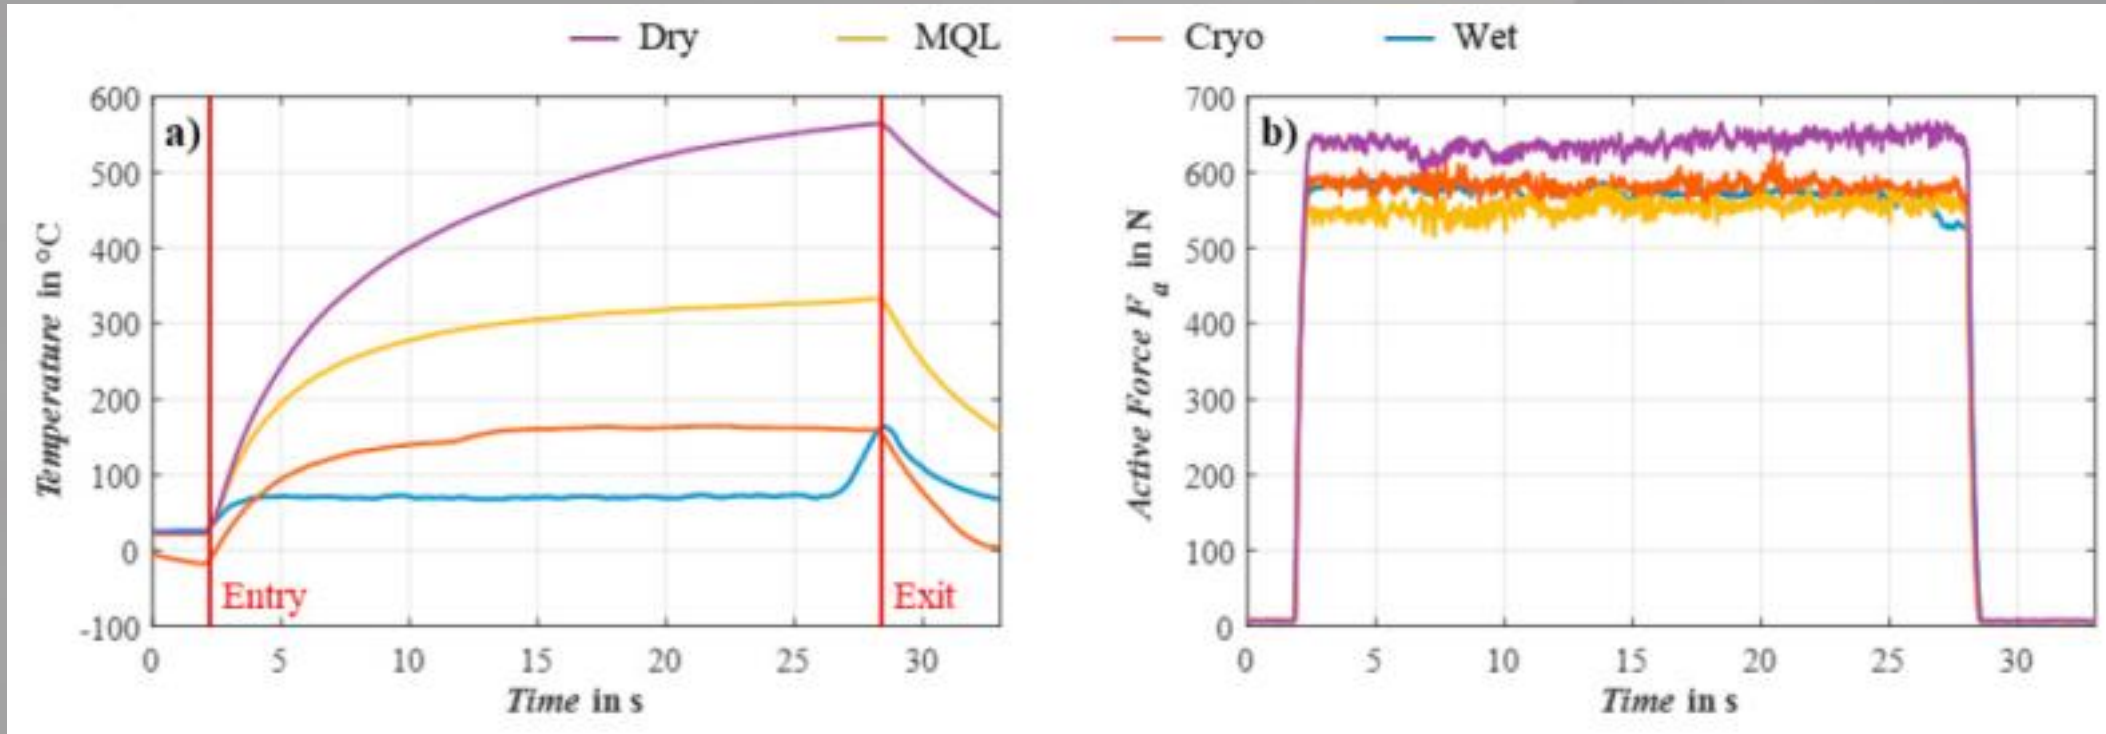 Dry MQL Cryo Wet
a)
600
500
400
300
200
100
0
-100
Temperature in °C
Entry
Exit
0 5 10 15 20 25 30
Time in s
b)
700
600
500
400
300
200
100
0
Active Force Fa in N
0 5 10 15 20 25 30
Time in s